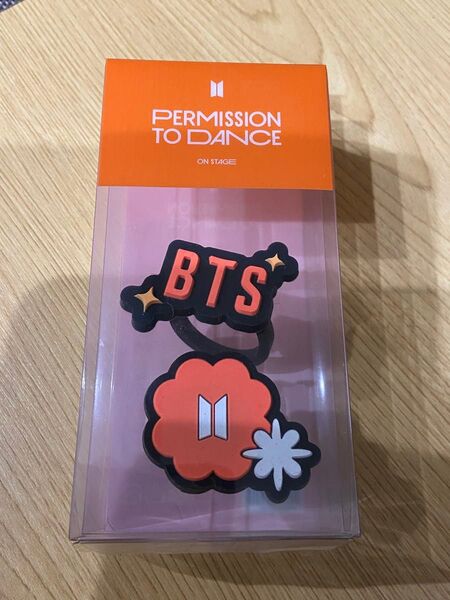 PERMISSION
TO DANCE
ON STAGE
BTS